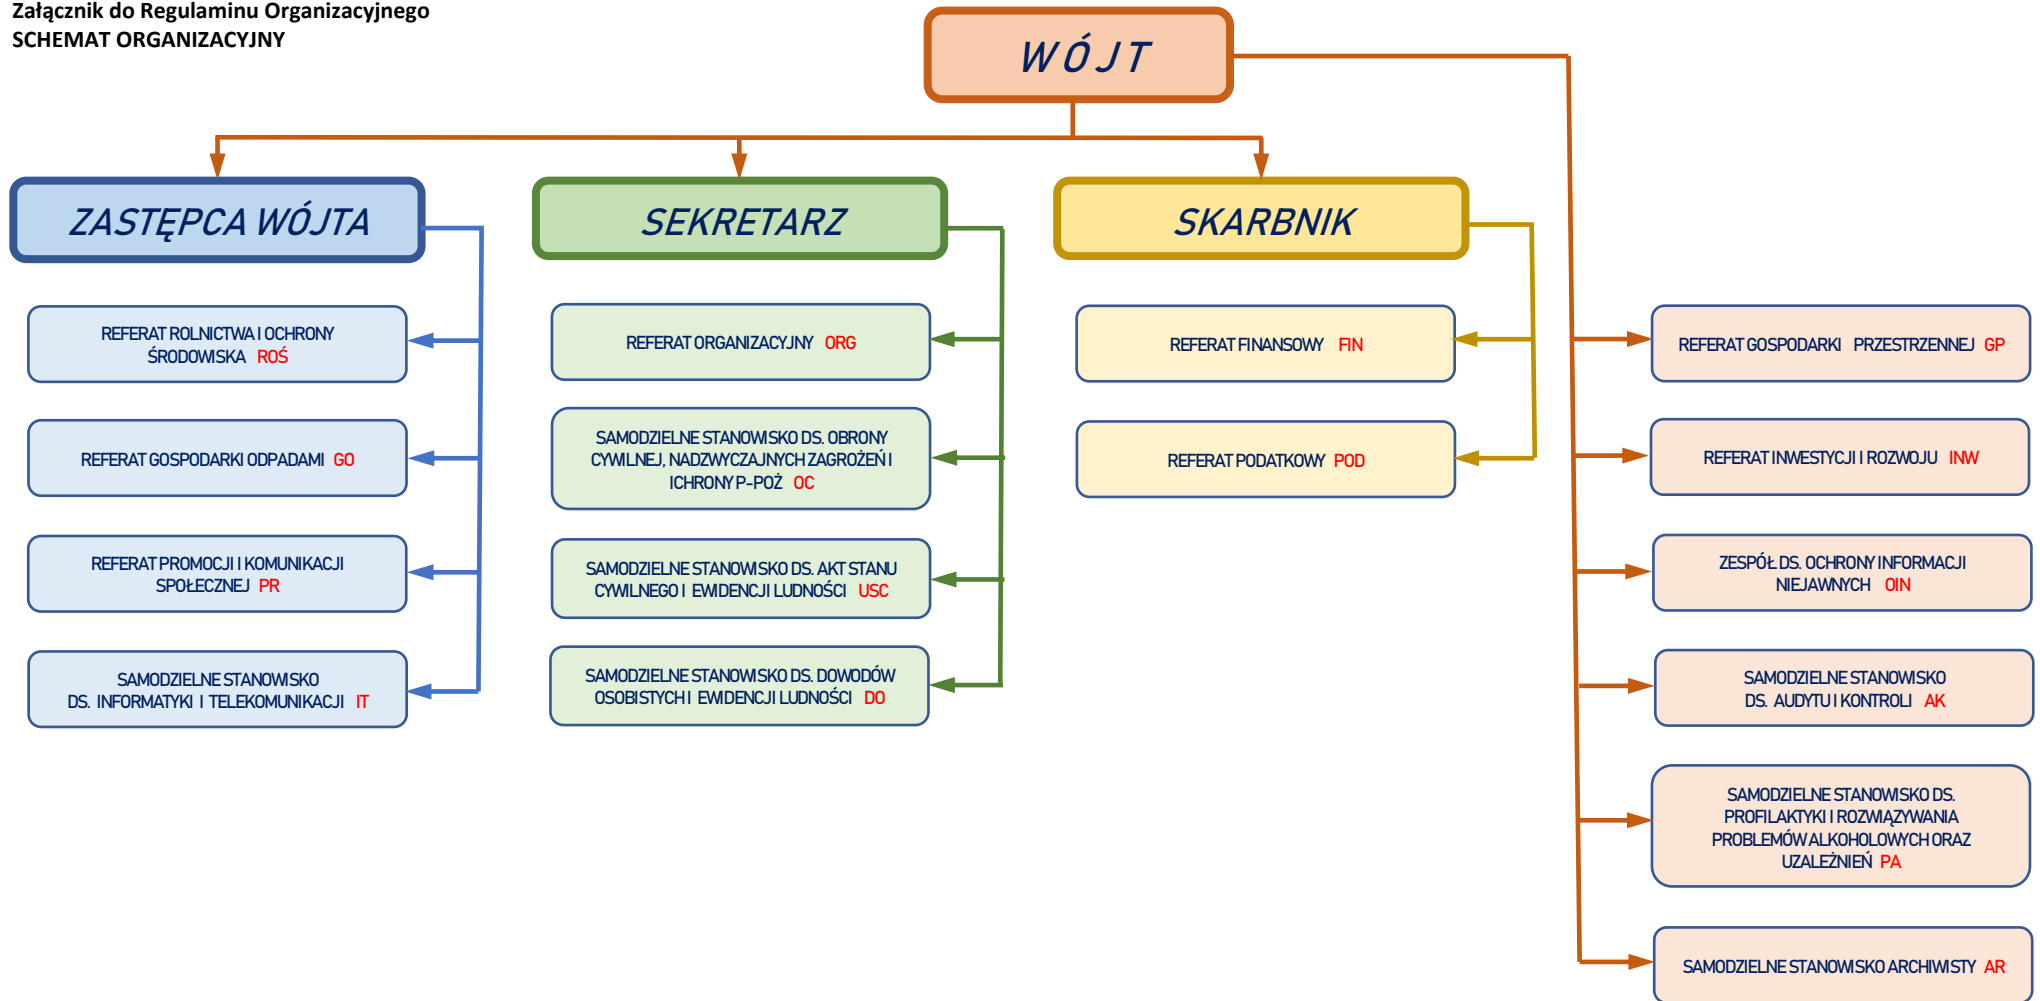 Załącznik do Regulaminu Organizacyjnego
SCHEMAT ORGANIZACYJNY
WÓJT
ZASTĘPCA WÓJTA
SEKRETARZ
SKARBNIK
REFERAT ROLNICTWA I OCHRONY
ŚRODOWISKA ROŚ
REFERAT GOSPODARKI ODPADAMI GO
REFERAT PROMOCJI I KOMUNIKACJI
SPOŁECZNEJ PR
SAMODZIELNE STANOWISKO
DS. INFORMATYKI I TELEKOMUNIKACJI IT
REFERAT ORGANIZACYJNY ORG
SAMODZIELNE STANOWISKO DS. OBRONY
CYWILNEJ, NADZWYCZAJNYCH ZAGROŻEŃ I
ICHRONY P-POŻ OC
SAMODZIELNE STANOWISKO DS. AKT STANU
CYWILNEGO I EWIDENCJI LUDNOŚCI USC
SAMODZIELNE STANOWISKO DS. DOWODÓW
OSOBISTYCH I EWIDENCJI LUDNOŚCI DO
REFERAT FINANSOWY FIN
REFERAT PODATKOWY POD
REFERAT GOSPODARKI PRZESTRZENNEJ GP
REFERAT INWESTYCJI I ROZWOJU INW
ZESPÓŁ DS. OCHRONY INFORMACJI
NIEJAWNYCH OIN
SAMODZIELNE STANOWISKO
DS. AUDYTU I KONTROLI AK
SAMODZIELNE STANOWISKO DS.
PROFILAKTYKI I ROZWIĄZYWANIA
PROBLEMÓW ALKOHOLOWYCH ORAZ
UZALEŻNIEŃ PA
SAMODZIELNE STANOWISKO ARCHIWISTY AR